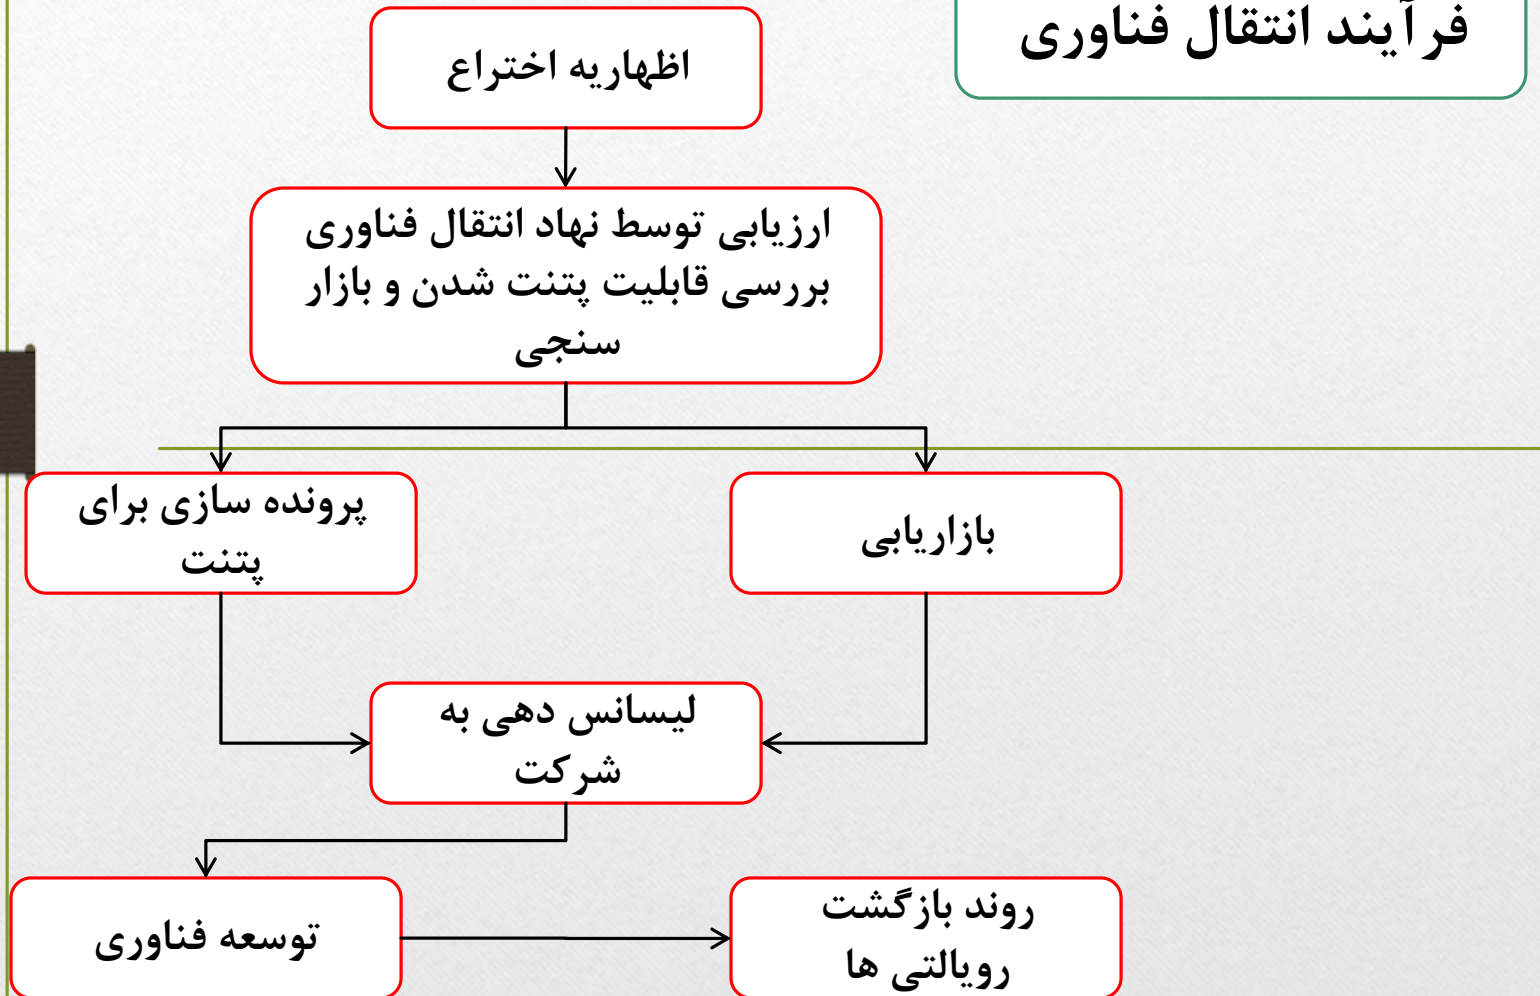 فرآیند انتقال فناوری
اظهاریه اختراع
ارزیابی توسط نهاد انتقال فناوری
بررسی قابلیت پتنت شدن و بازار
سنجی
بازاریابی
پرونده سازی برای
پتنت
لیسانس دهی به
شرکت
توسعه فناوری
روند بازگشت
رویالتی ها